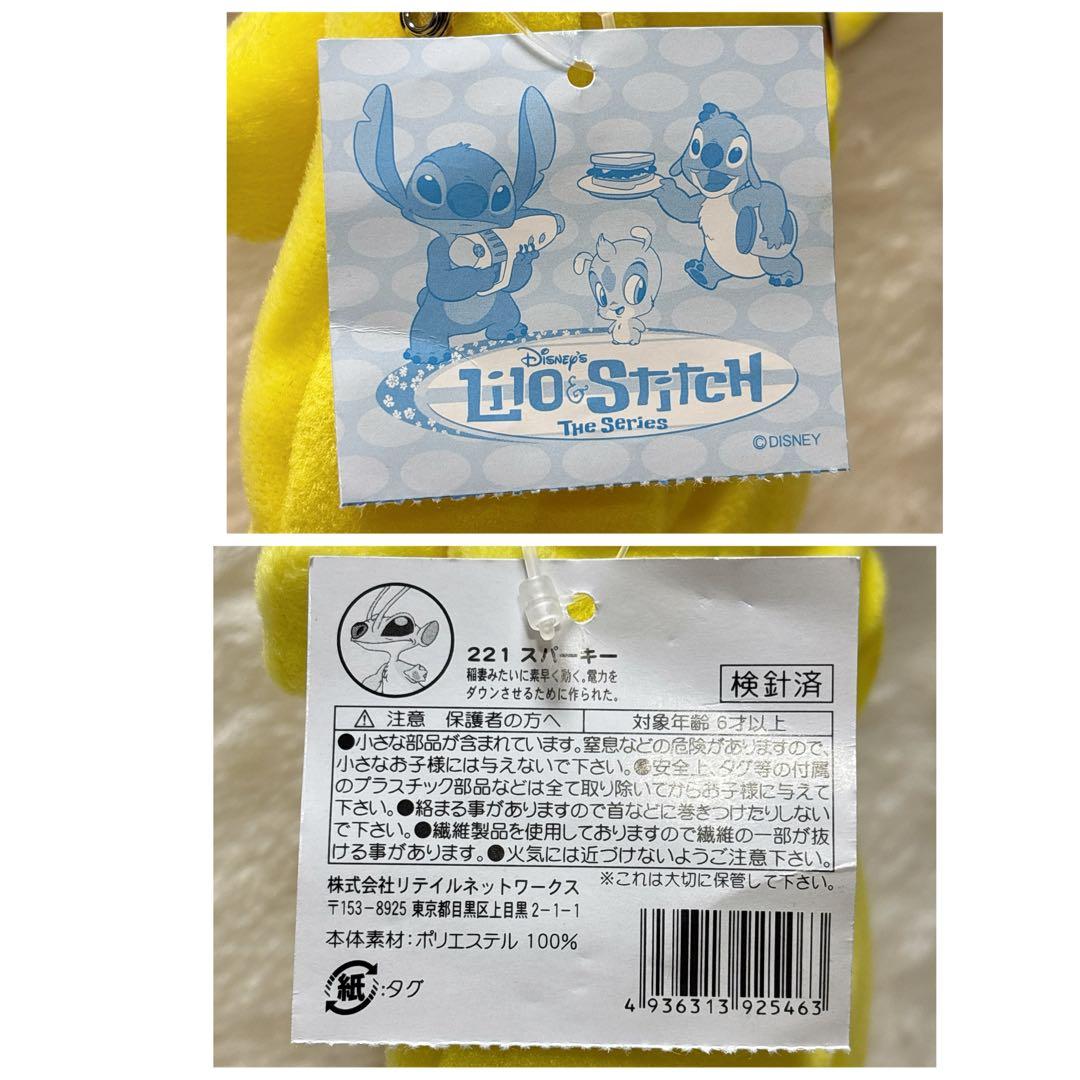 DISNEY'S
Lilo & Stitch
The Series
©DISNEY
221 スパーキー
稲妻みたいに素早く動く。電力を
ダウンさせるために作られた。
検針済
⚠ 注意 保護者の方へ
対象年齢 6才以上
●小さな部品が含まれています。窒息などの危険がありますので、
小さなお子様には与えないで下さい。●安全上、タグ等の付属
のプラスチック部品などは全て取り除いてからお子様に与えて
下さい。●絡まる事がありますので首などに巻きつけたりしない
で下さい。●繊維製品を使用しておりますので繊維の一部が抜
ける事があります。●火気には近づけないようご注意下さい。
※これは大切に保管して下さい。
株式会社リテイルネットワークス
〒153-8925 東京都目黒区上目黒2-1-1
本体素材:ポリエステル 100%
紙:タグ
4 936313 925463